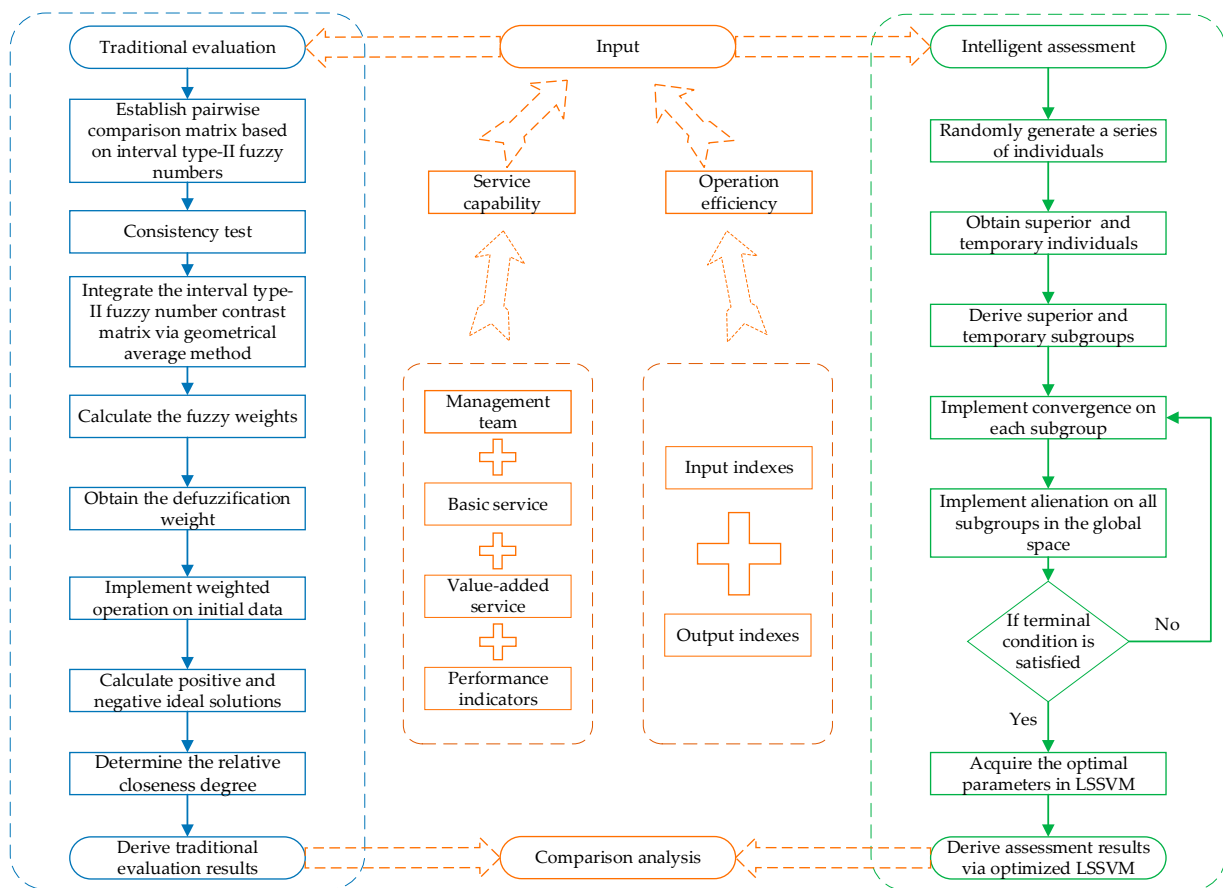 Traditional evaluation
Establish pairwise
comparison matrix based
on interval type-II fuzzy
numbers
Consistency test
Integrate the interval type-
II fuzzy number contrast
matrix via geometrical
average method
Calculate the fuzzy weights
Obtain the defuzzification
weight
Implement weighted
operation on initial data
Calculate positive and
negative ideal solutions
Determine the relative
closeness degree
Derive traditional
evaluation results
Input
Service
capability
Operation
efficiency
Management
team
Basic service
Value-added
service
Performance
indicators
Input indexes
Output indexes
Comparison analysis
Intelligent assessment
Randomly generate a series
of individuals
Obtain superior and
temporary individuals
Derive superior and
temporary subgroups
Implement convergence on
each subgroup
Implement alienation on all
subgroups in the global
space
If terminal
condition is
satisfied
No
Yes
Acquire the optimal
parameters in LSSVM
Derive assessment results
via optimized LSSVM